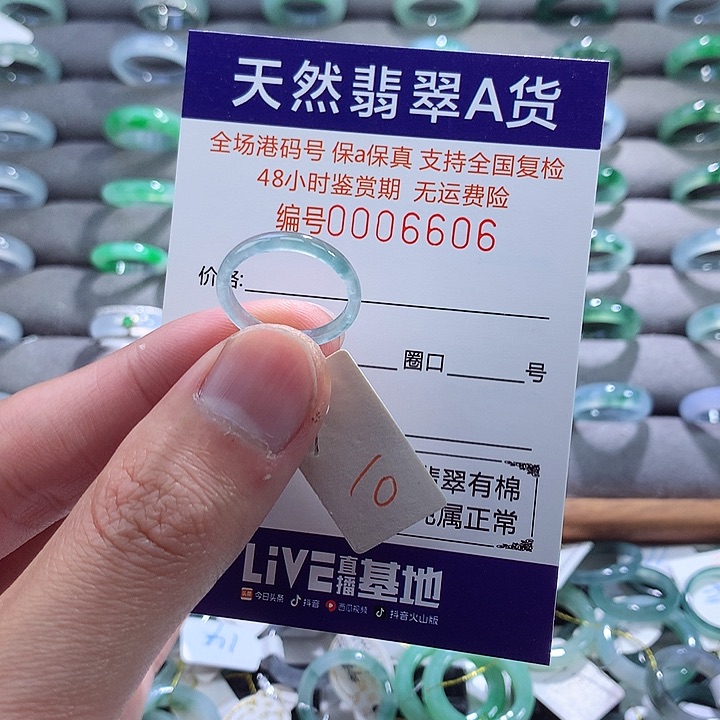 天然翡翠A货
全场港码号 保a保真 支持全国复检
48小时鉴赏期 无运费险
编号0006606
价格:
圈口 号
10
翡翠有棉
属正常
LiVE直播基地
头条 今日头条 抖音 西瓜视频 抖音火山版
14